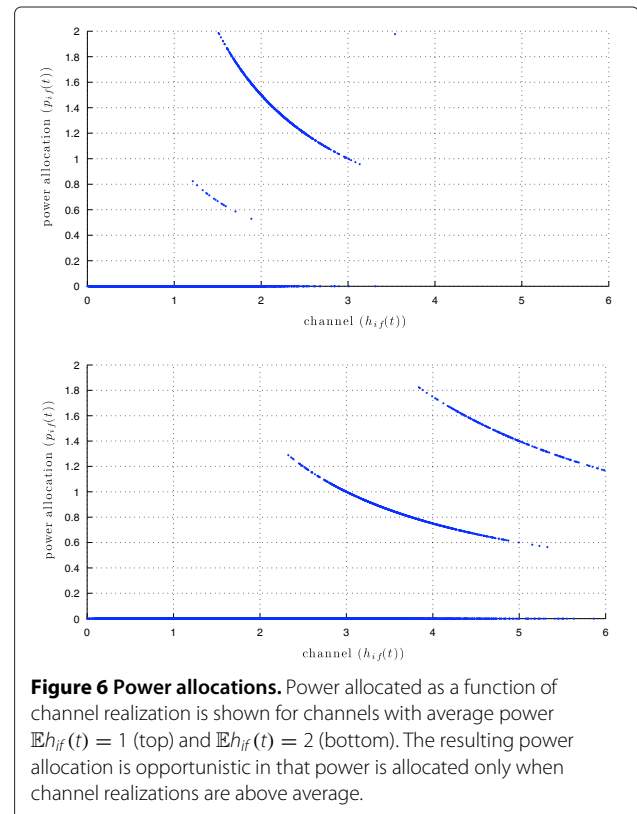 2
1.8
1.6
1.4
1.2
1
0.8
0.6
0.4
0.2
0
power allocation (p_{if}(t))
0 1 2 3 4 5 6
channel (h_{if}(t))
2
1.8
1.6
1.4
1.2
1
0.8
0.6
0.4
0.2
0
power allocation (p_{if}(t))
0 1 2 3 4 5 6
channel (h_{if}(t))
Figure 6 Power allocations. Power allocated as a function of
channel realization is shown for channels with average power
𝔼h_{if}(t) = 1 (top) and 𝔼h_{if}(t) = 2 (bottom). The resulting power
allocation is opportunistic in that power is allocated only when
channel realizations are above average.